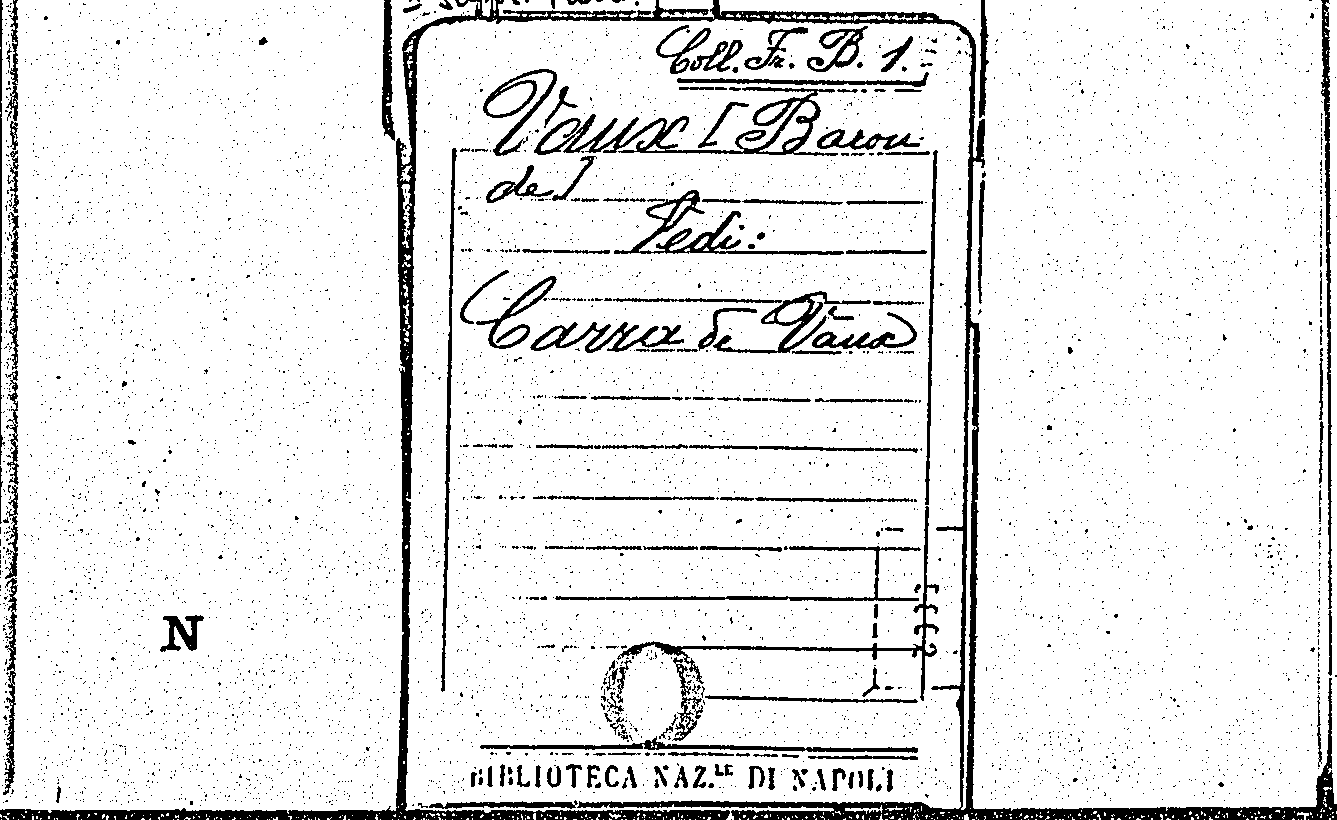 Coll. Fr. B. 1.
Vaux [Baron
de]
Vedi:
Carra de Vaux
N
BIBLIOTECA NAZ.LE DI NAPOLI